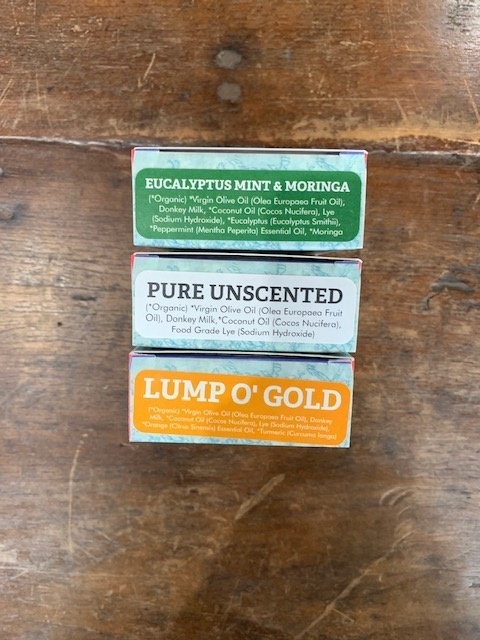 EUCALYPTUS MINT & MORINGA
(*Organic) *Virgin Olive Oil (Olea Europaea Fruit Oil),
Donkey Milk, *Coconut Oil (Cocos Nucifera), Lye
(Sodium Hydroxide), *Eucalyptus (Eucalyptus Smithii),
*Peppermint (Mentha Peperita) Essential Oil, *Moringa
PURE UNSCENTED
(*Organic) *Virgin Olive Oil (Olea Europaea Fruit
Oil), Donkey Milk,*Coconut Oil (Cocos Nucifera),
Food Grade Lye (Sodium Hydroxide)
LUMP O' GOLD
(*Organic) *Virgin Olive Oil (Olea Europaea Fruit Oil), Donkey
Milk, *Coconut Oil (Cocos Nucifera), Lye (Sodium Hydroxide),
*Orange (Citrus Sinensis) Essential Oil, *Turmeric (Curcuma longa)